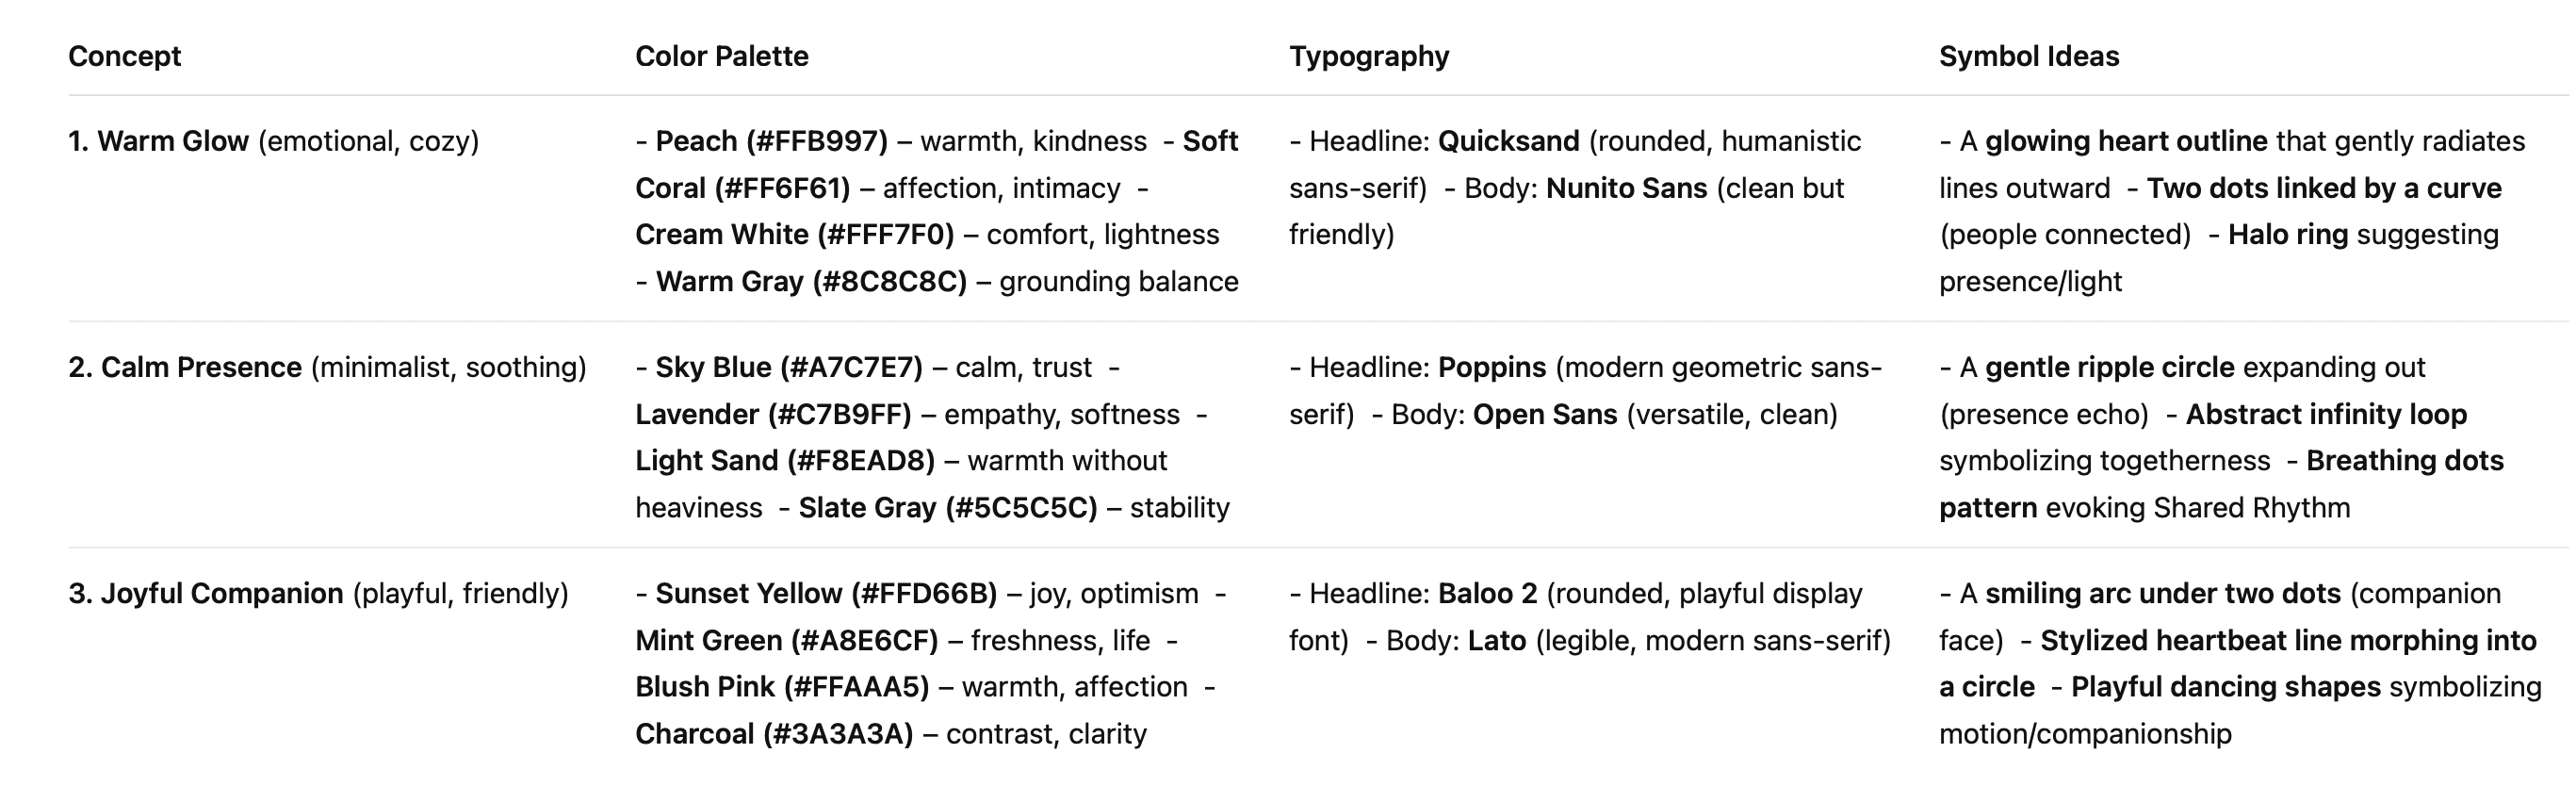 Concept Color Palette Typography Symbol Ideas
1. Warm Glow (emotional, cozy)
- Peach (#FFB997) – warmth, kindness - Soft
Coral (#FF6F61) – affection, intimacy -
Cream White (#FFF7F0) – comfort, lightness
- Warm Gray (#8C8C8C) – grounding balance
- Headline: Quicksand (rounded, humanistic
sans-serif) - Body: Nunito Sans (clean but
friendly)
- A glowing heart outline that gently radiates
lines outward - Two dots linked by a curve
(people connected) - Halo ring suggesting
presence/light
2. Calm Presence (minimalist, soothing)
- Sky Blue (#A7C7E7) – calm, trust -
Lavender (#C7B9FF) – empathy, softness -
Light Sand (#F8EAD8) – warmth without
heaviness - Slate Gray (#5C5C5C) – stability
- Headline: Poppins (modern geometric sans-
serif) - Body: Open Sans (versatile, clean)
- A gentle ripple circle expanding out
(presence echo) - Abstract infinity loop
symbolizing togetherness - Breathing dots
pattern evoking Shared Rhythm
3. Joyful Companion (playful, friendly)
- Sunset Yellow (#FFD66B) – joy, optimism -
Mint Green (#A8E6CF) – freshness, life -
Blush Pink (#FFAAA5) – warmth, affection -
Charcoal (#3A3A3A) – contrast, clarity
- Headline: Baloo 2 (rounded, playful display
font) - Body: Lato (legible, modern sans-serif)
- A smiling arc under two dots (companion
face) - Stylized heartbeat line morphing into
a circle - Playful dancing shapes symbolizing
motion/companionship